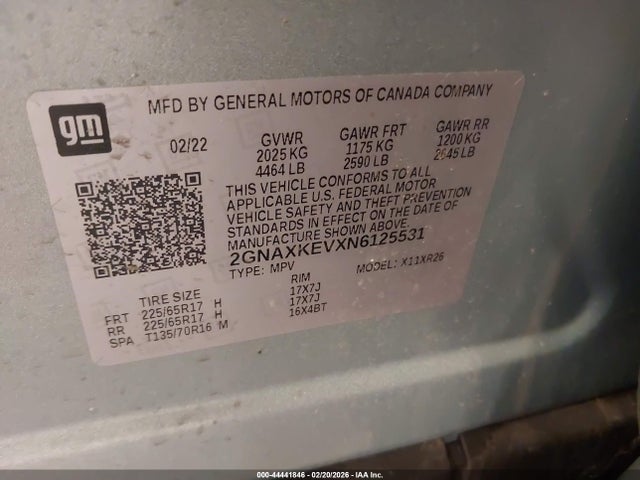 gm
MFD BY GENERAL MOTORS OF CANADA COMPANY
02/22 GVWR GAWR FRT GAWR RR
2025 KG 1175 KG 1200 KG
4464 LB 2590 LB 2645 LB
THIS VEHICLE CONFORMS TO ALL
APPLICABLE U.S. FEDERAL MOTOR
VEHICLE SAFETY AND THEFT PREVENTION
STANDARDS IN EFFECT ON THE DATE OF
MANUFACTURE SHOWN ABOVE.
2GNAXKEVXN6125531
TYPE: MPV MODEL: X11XR26
TIRE SIZE RIM
FRT 225/65R17 H 17X7J
RR 225/65R17 H 17X7J
SPA T135/70R16 M 16X4BT
000-44441846 | 02/20/2026 - IAA Inc.